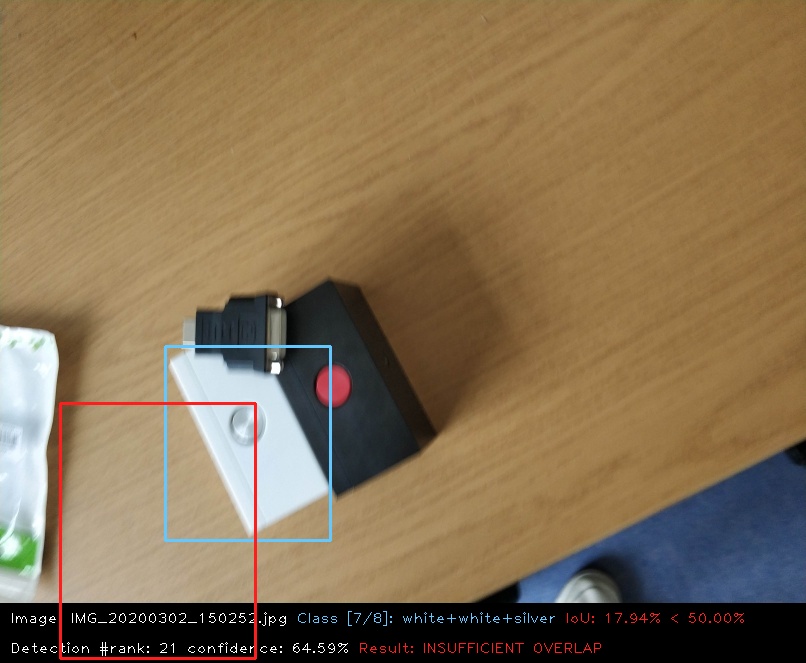 Image IMG_20200302_150252.jpg Class [7/8]: white+white+silver IoU: 17.94% < 50.00%
Detection #rank: 21 confidence: 64.59% Result: INSUFFICIENT OVERLAP